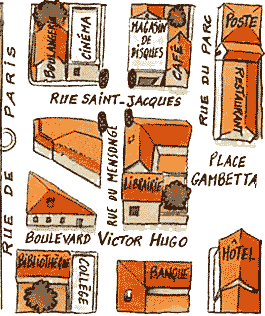 BOULANGERIE
CINÉMA
MAGASIN
DE
DISQUES
CAFÉ
RUE DU PARC
POSTE
RESTAURANT
RUE DE PARIS
RUE SAINT-JACQUES
RUE DU MENSONGE
LIBRAIRIE
PLACE
GAMBETTA
BOULEVARD VICTOR HUGO
BIBLIOTHÈQUE
COLLÈGE
BANQUE
HÔTEL